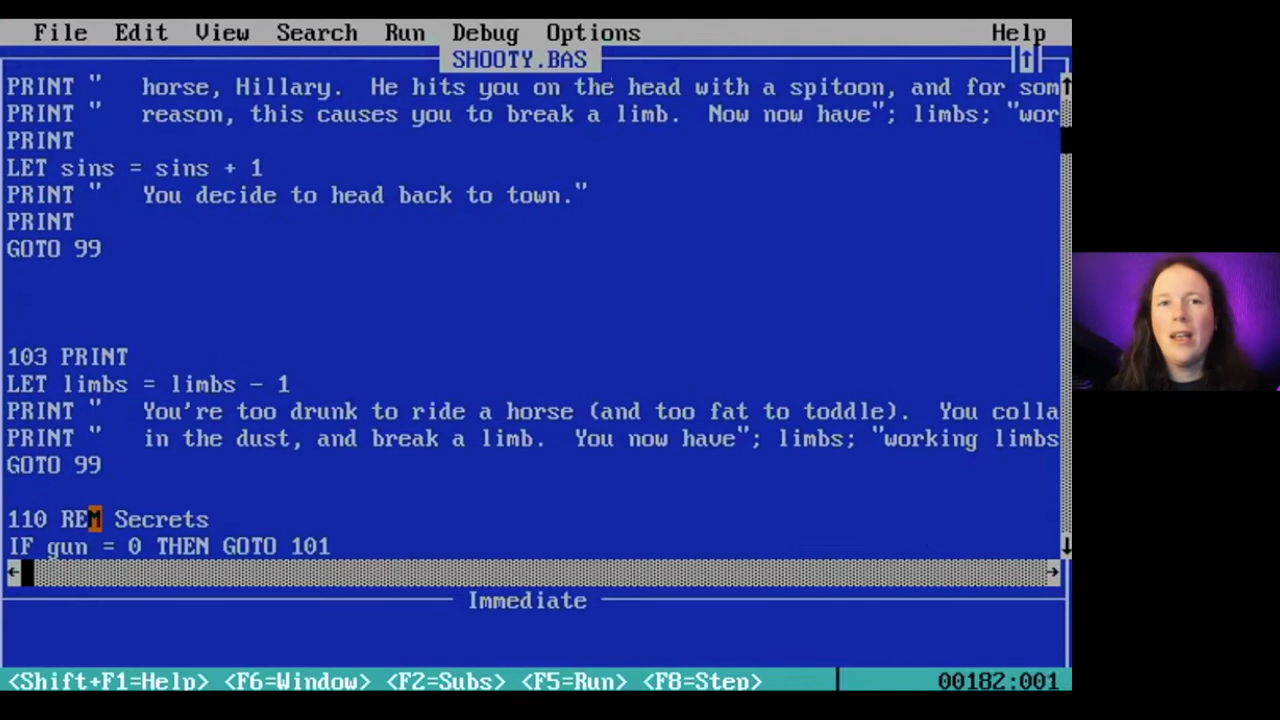 File Edit View Search Run Debug Options Help
SHOOTY.BAS
PRINT " horse, Hillary. He hits you on the head with a spitoon, and for som
PRINT " reason, this causes you to break a limb. Now now have"; limbs; "wor
PRINT
LET sins = sins + 1
PRINT " You decide to head back to town."
PRINT
GOTO 99
103 PRINT
LET limbs = limbs - 1
PRINT " You're too drunk to ride a horse (and too fat to toddle). You colla
PRINT " in the dust, and break a limb. You now have"; limbs; "working limbs
GOTO 99
110 REM Secrets
IF gun = 0 THEN GOTO 101
Immediate
<Shift+F1=Help> <F6=Window> <F2=Subs> <F5=Run> <F8=Step> 00182:001